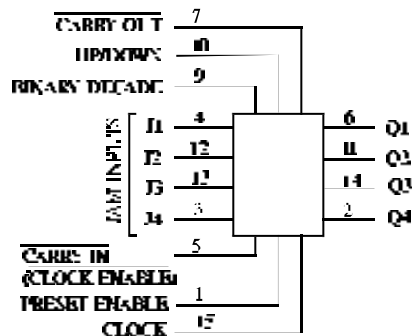 CARRY OUT 7
UP/DOWN 10
BINARY DECADE 9
JAM INPUTS
J1 4 6 Q1
J2 12 11 Q2
J3 13 14 Q3
J4 3 2 Q4
CARRY IN 5
(CLOCK ENABLE)
PRESET ENABLE 1
CLOCK 15